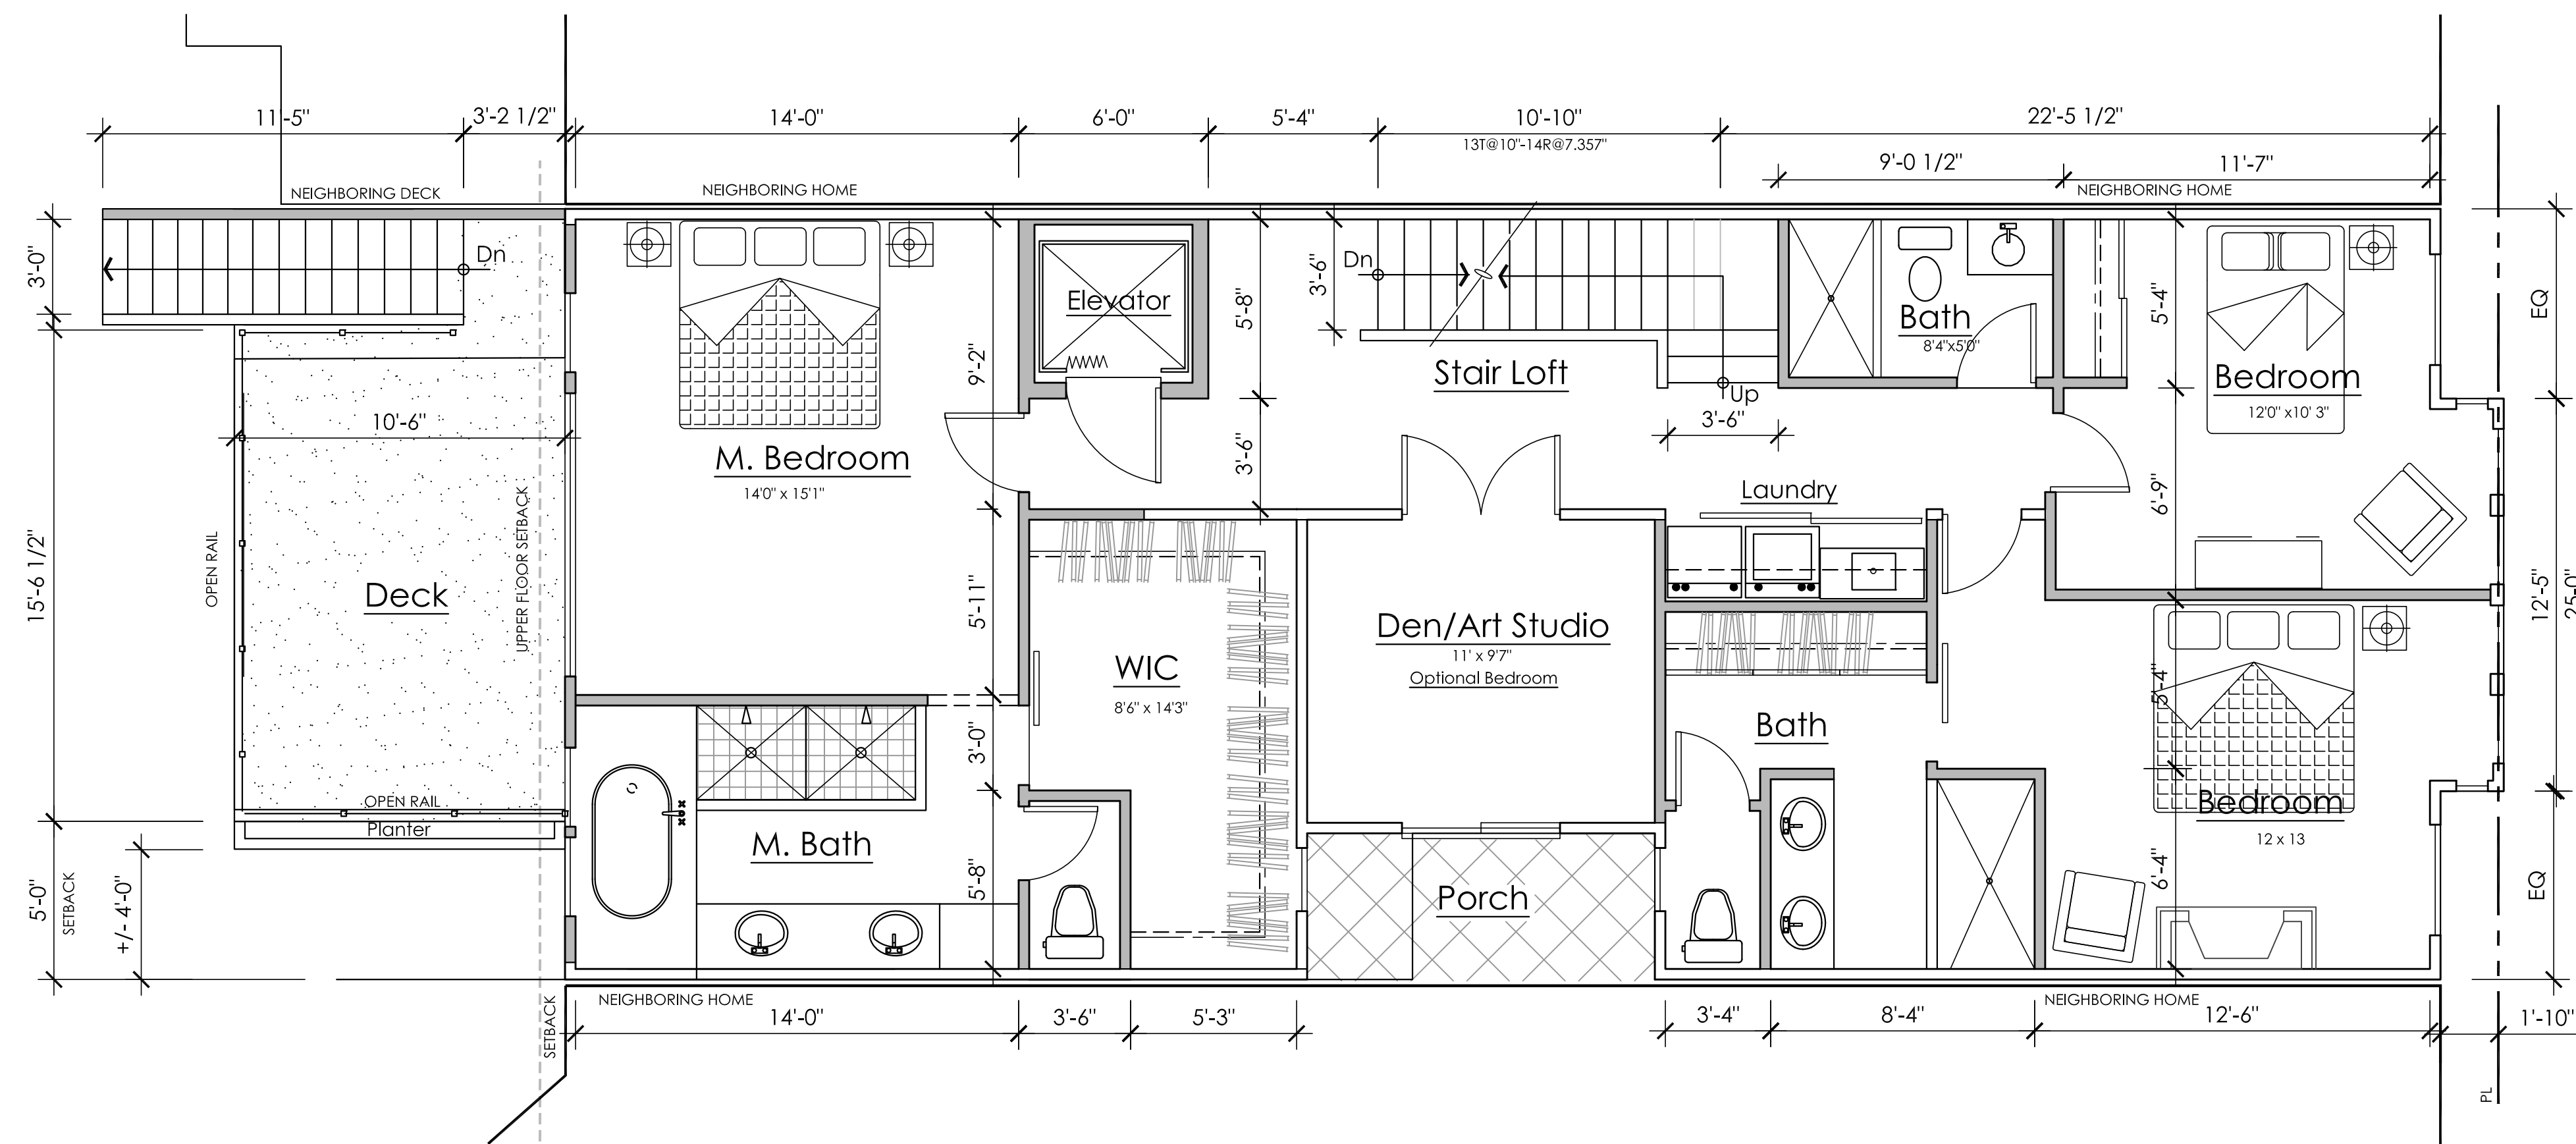 11'-5"
3'-2 1/2"
14'-0"
6'-0"
5'-4"
10'-10"
22'-5 1/2"
13T@10"-14R@7.357"
9'-0 1/2"
11'-7"
NEIGHBORING DECK
NEIGHBORING HOME
NEIGHBORING HOME
3'-0"
Dn
Elevator
5'-8"
3'-6"
Dn
Bath
8'4"x5'0"
5'-4"
EQ
9'-2"
Stair Loft
Up
3'-6"
Bedroom
12'0" x10' 3"
10'-6"
M. Bedroom
14'0" x 15'1"
3'-6"
Laundry
6'-9"
15'-6 1/2"
OPEN RAIL
Deck
UPPER FLOOR SETBACK
5'-11"
WIC
8'6" x 14'3"
Den/Art Studio
11' x 9'7"
Optional Bedroom
12'-5"
25'-0"
Bath
5'-4"
3'-0"
OPEN RAIL
Planter
Bedroom
12 x 13
5'-0"
SETBACK
+/- 4'-0"
M. Bath
5'-8"
Porch
6'-4"
EQ
NEIGHBORING HOME
NEIGHBORING HOME
SETBACK
14'-0"
3'-6"
5'-3"
3'-4"
8'-4"
12'-6"
1'-10"
PL